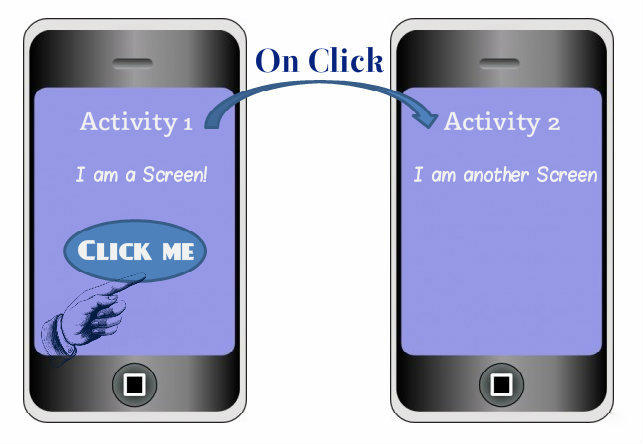 On Click
Activity 1
I am a Screen!
CLICK ME
Activity 2
I am another Screen